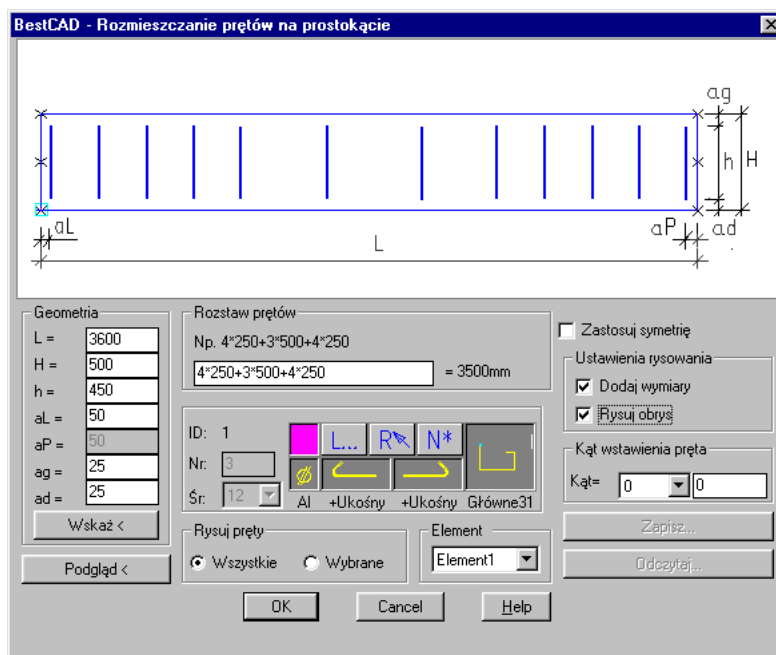 BestCAD - Rozmieszczanie prętów na prostokącie
ag
h
H
aL
aP
ad
L
Geometria
L = 3600
H = 500
h = 450
aL = 50
aP = 50
ag = 25
ad = 25
Wskaż <
Podgląd <
Rozstaw prętów
Np. 4*250+3*500+4*250
4*250+3*500+4*250 = 3500mm
ID: 1
Nr: 3
Śr: 12
L... R N*
Al +Ukośny +Ukośny Główne31
Rysuj pręty
Wszystkie Wybrane
Element
Element1
Zastosuj symetrię
Ustawienia rysowania
Dodaj wymiary
Rysuj obrys
Kąt wstawienia pręta
Kąt= 0 0
Zapisz...
Odczytaj...
OK Cancel Help